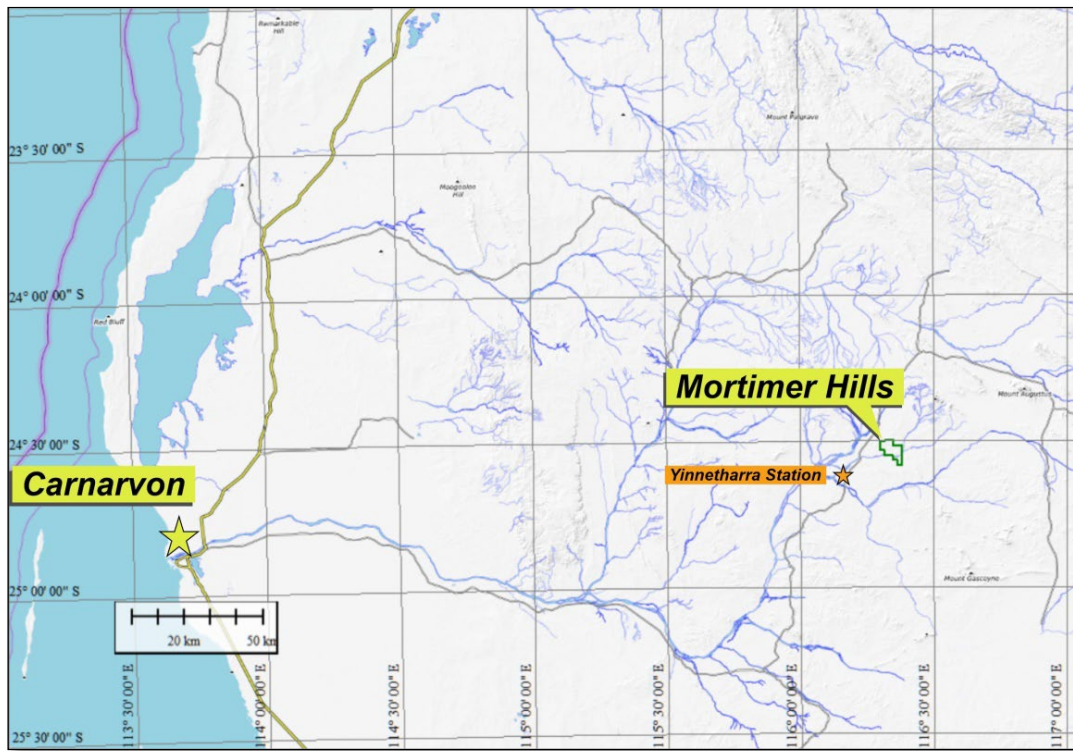 Remarkable
Hill
Mount Palgrave
23° 30' 00" S
Moogoolen
Hill
24° 00' 00" S
Red Bluff
Mortimer Hills
Mount Augustus
24° 30' 00" S
Yinnetharra Station
Carnarvon
Mount Gascoyne
25° 00' 00" S
20 km
50 km
113° 30' 00" E
114° 00' 00" E
114° 30' 00" E
115° 00' 00" E
115° 30' 00" E
116° 00' 00" E
116° 30' 00" E
117° 00' 00" E
25° 30' 00" S